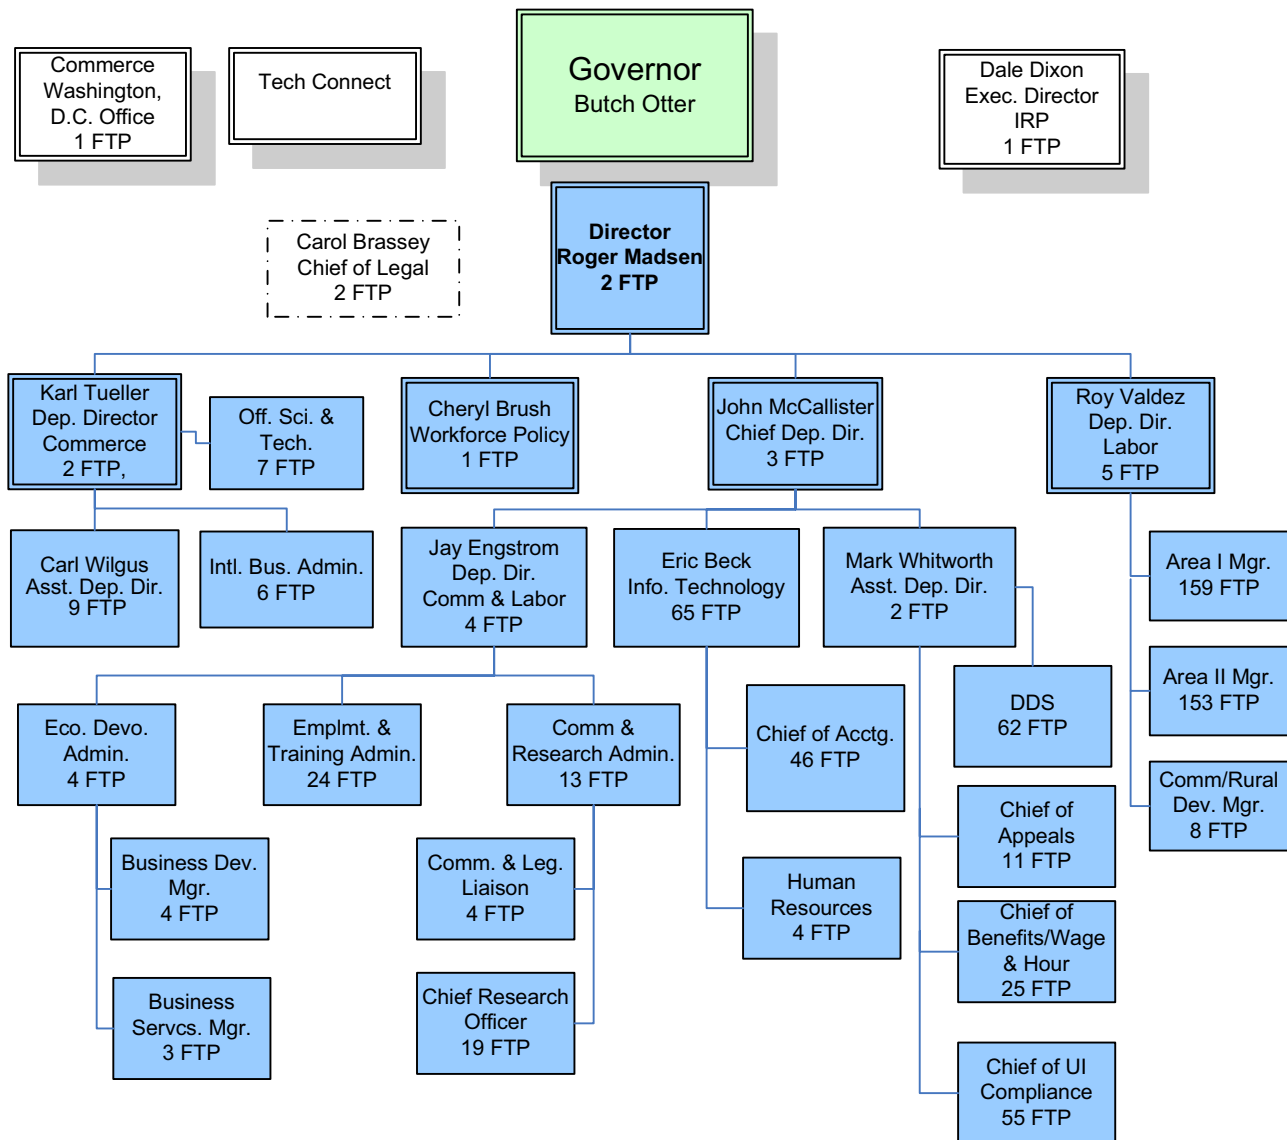 Commerce
Washington,
D.C. Office
1 FTP
Tech Connect
Governor
Butch Otter
Dale Dixon
Exec. Director
IRP
1 FTP
Director
Roger Madsen
2 FTP
Carol Brassey
Chief of Legal
2 FTP
Karl Tueller
Dep. Director
Commerce
2 FTP,
Off. Sci. &
Tech.
7 FTP
Cheryl Brush
Workforce Policy
1 FTP
John McCallister
Chief Dep. Dir.
3 FTP
Roy Valdez
Dep. Dir.
Labor
5 FTP
Carl Wilgus
Asst. Dep. Dir.
9 FTP
Intl. Bus. Admin.
6 FTP
Jay Engstrom
Dep. Dir.
Comm & Labor
4 FTP
Eric Beck
Info. Technology
65 FTP
Mark Whitworth
Asst. Dep. Dir.
2 FTP
Area I Mgr.
159 FTP
Area II Mgr.
153 FTP
Comm/Rural
Dev. Mgr.
8 FTP
Eco. Devo.
Admin.
4 FTP
Emplmt. &
Training Admin.
24 FTP
Comm &
Research Admin.
13 FTP
Chief of Acctg.
46 FTP
DDS
62 FTP
Business Dev.
Mgr.
4 FTP
Comm. & Leg.
Liaison
4 FTP
Human
Resources
4 FTP
Chief of
Appeals
11 FTP
Chief of
Benefits/Wage
& Hour
25 FTP
Business
Servcs. Mgr.
3 FTP
Chief Research
Officer
19 FTP
Chief of UI
Compliance
55 FTP